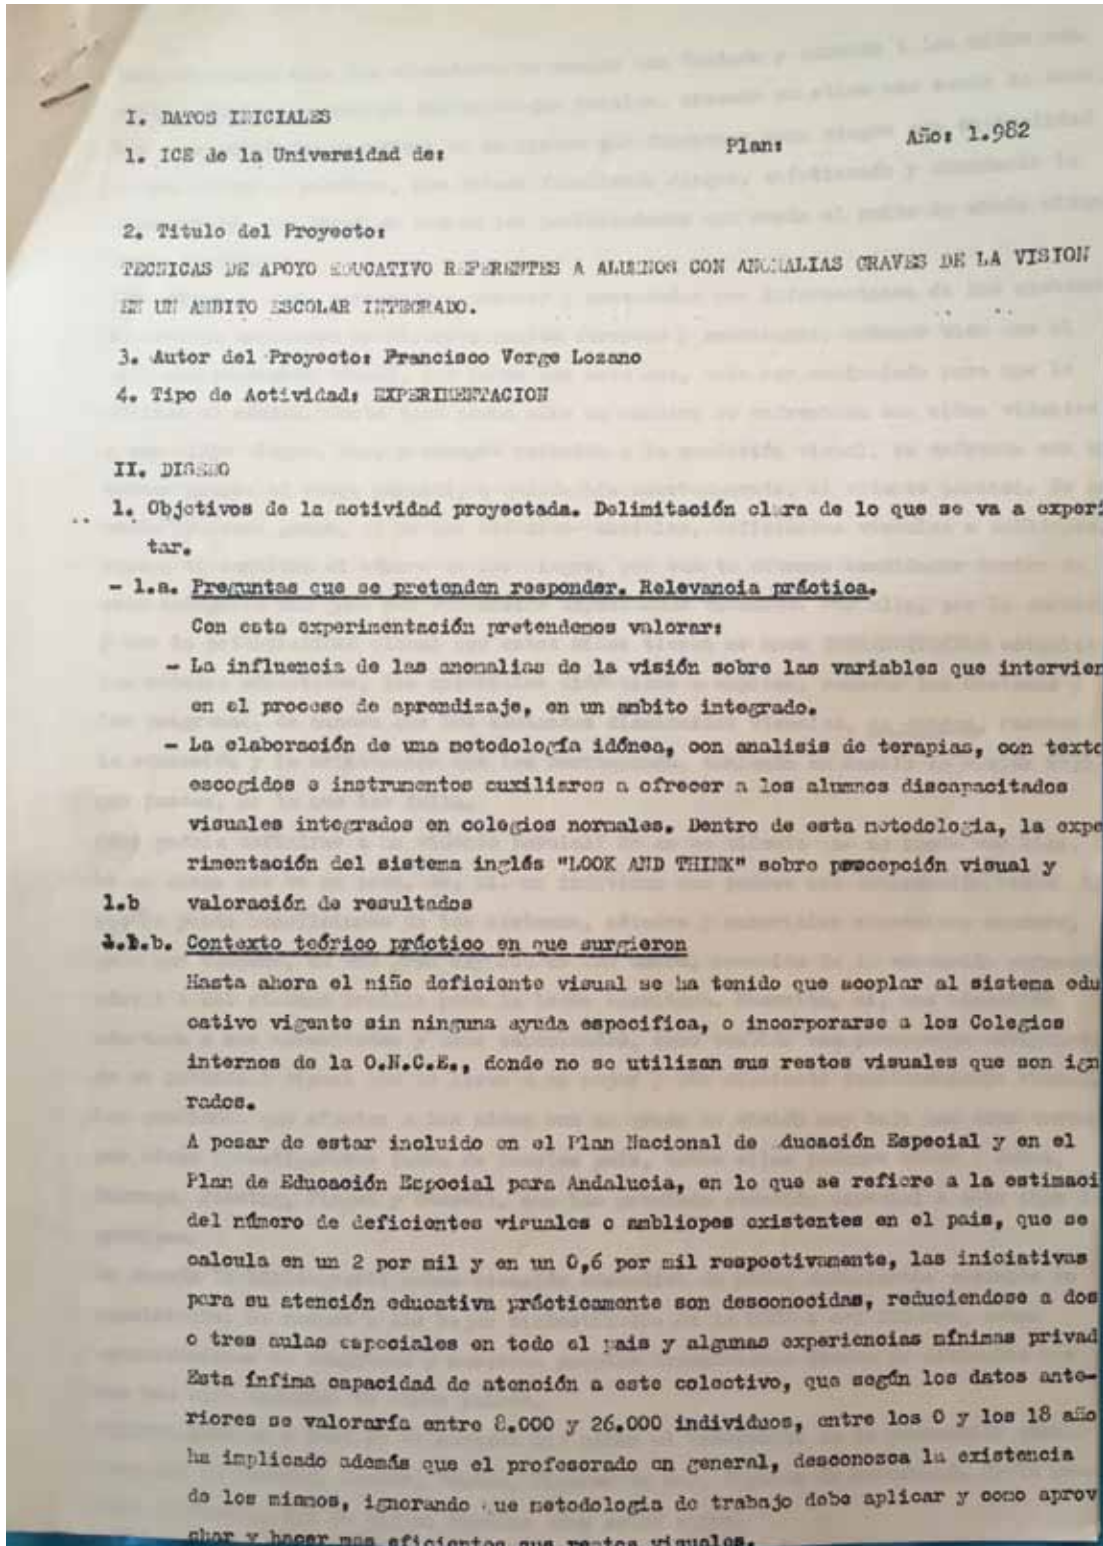 I. DATOS INICIALES
1. ICE de la Universidad de: Plan: Año: 1.982
2. Titulo del Proyecto:
TECNICAS DE APOYO EDUCATIVO REFERENTES A ALUMNOS CON ANOMALIAS GRAVES DE LA VISION
EN UN AMBITO ESCOLAR INTEGRADO.
3. Autor del Proyecto: Francisco Verge Lozano
4. Tipo de Actividad: EXPERIMENTACION
II. DISEÑO
1. Objetivos de la actividad proyectada. Delimitación clara de lo que se va a experi
tar.
- 1.a. Preguntas que se pretenden responder. Relevancia práctica.
Con esta experimentación pretendemos valorar:
- La influencia de las anomalias de la visión sobre las variables que intervien
en el proceso de aprendizaje, en un ambito integrado.
- La elaboración de una metodología idónea, con analisis de terapias, con texto
escogidos e instrumentos auxiliares a ofrecer a los alumnos discapacitados
visuales integrados en colegios normales. Dentro de esta metodología, la expe
rimentación del sistema inglés "LOOK AND THINK" sobre percepción visual y
1.b valoración de resultados
1.b. Contexto teórico práctico en que surgieron
Hasta ahora el niño deficiente visual se ha tenido que acoplar al sistema edu
cativo vigente sin ninguna ayuda especifica, o incorporarse a los Colegios
internos de la O.N.C.E., donde no se utilizan sus restos visuales que son ign
rados.
A pesar de estar incluido en el Plan Nacional de ducación Especial y en el
Plan de Educación Especial para Andalucia, en lo que se refiere a la estimaci
del número de deficientes visuales o ambliopes existentes en el pais, que se
calcula en un 2 por mil y en un 0,6 por mil respectivamente, las iniciativas
para su atención educativa prácticamente son desconocidas, reduciendose a dos
o tres aulas especiales en todo el pais y algunas experiencias mínimas privad
Esta ínfima capacidad de atención a este colectivo, que según los datos ante-
riores se valoraría entre 8.000 y 26.000 individuos, entre los 0 y los 18 año
ha implicado además que el profesorado en general, desconozca la existencia
de los mismos, ignorando que metodologia de trabajo debe aplicar y como aprov
char y hacer mas eficientes sus restos visuales.